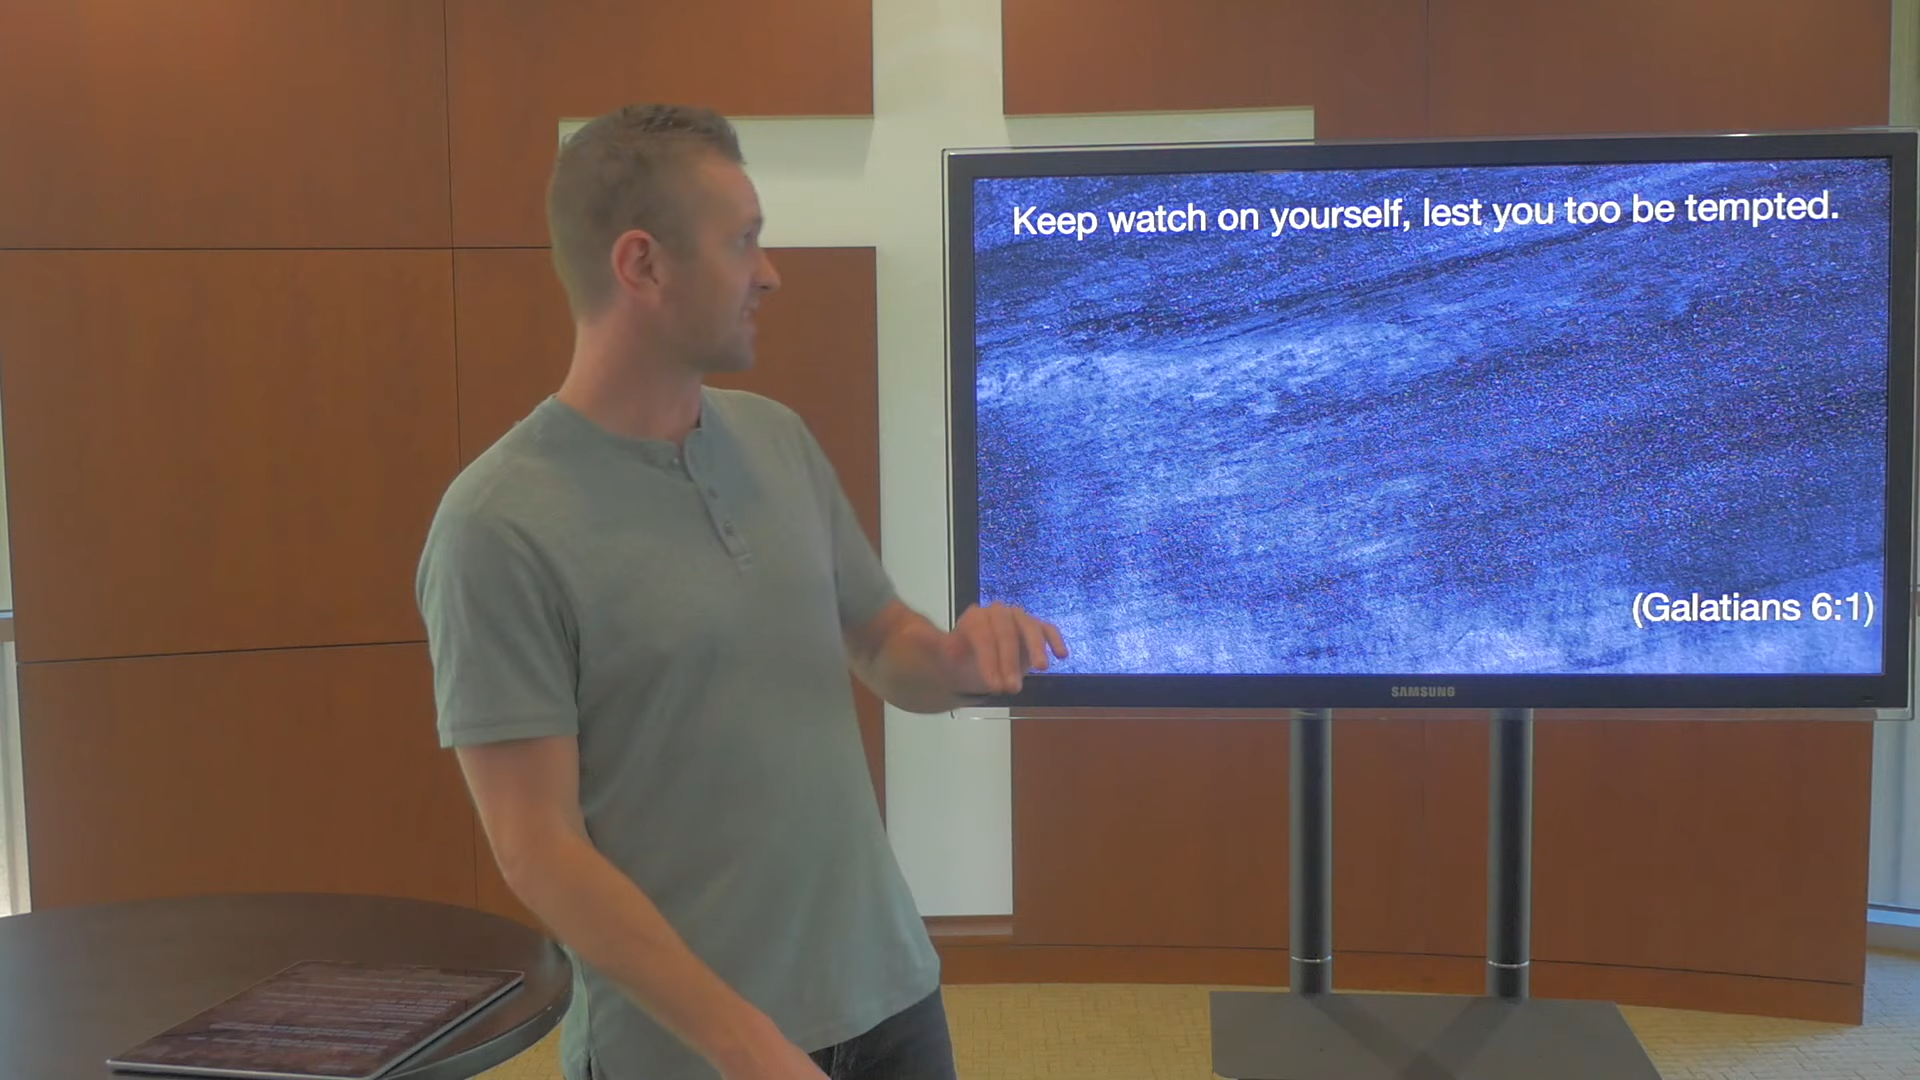 Keep watch on yourself, lest you too be tempted.
(Galatians 6:1)
SAMSUNG